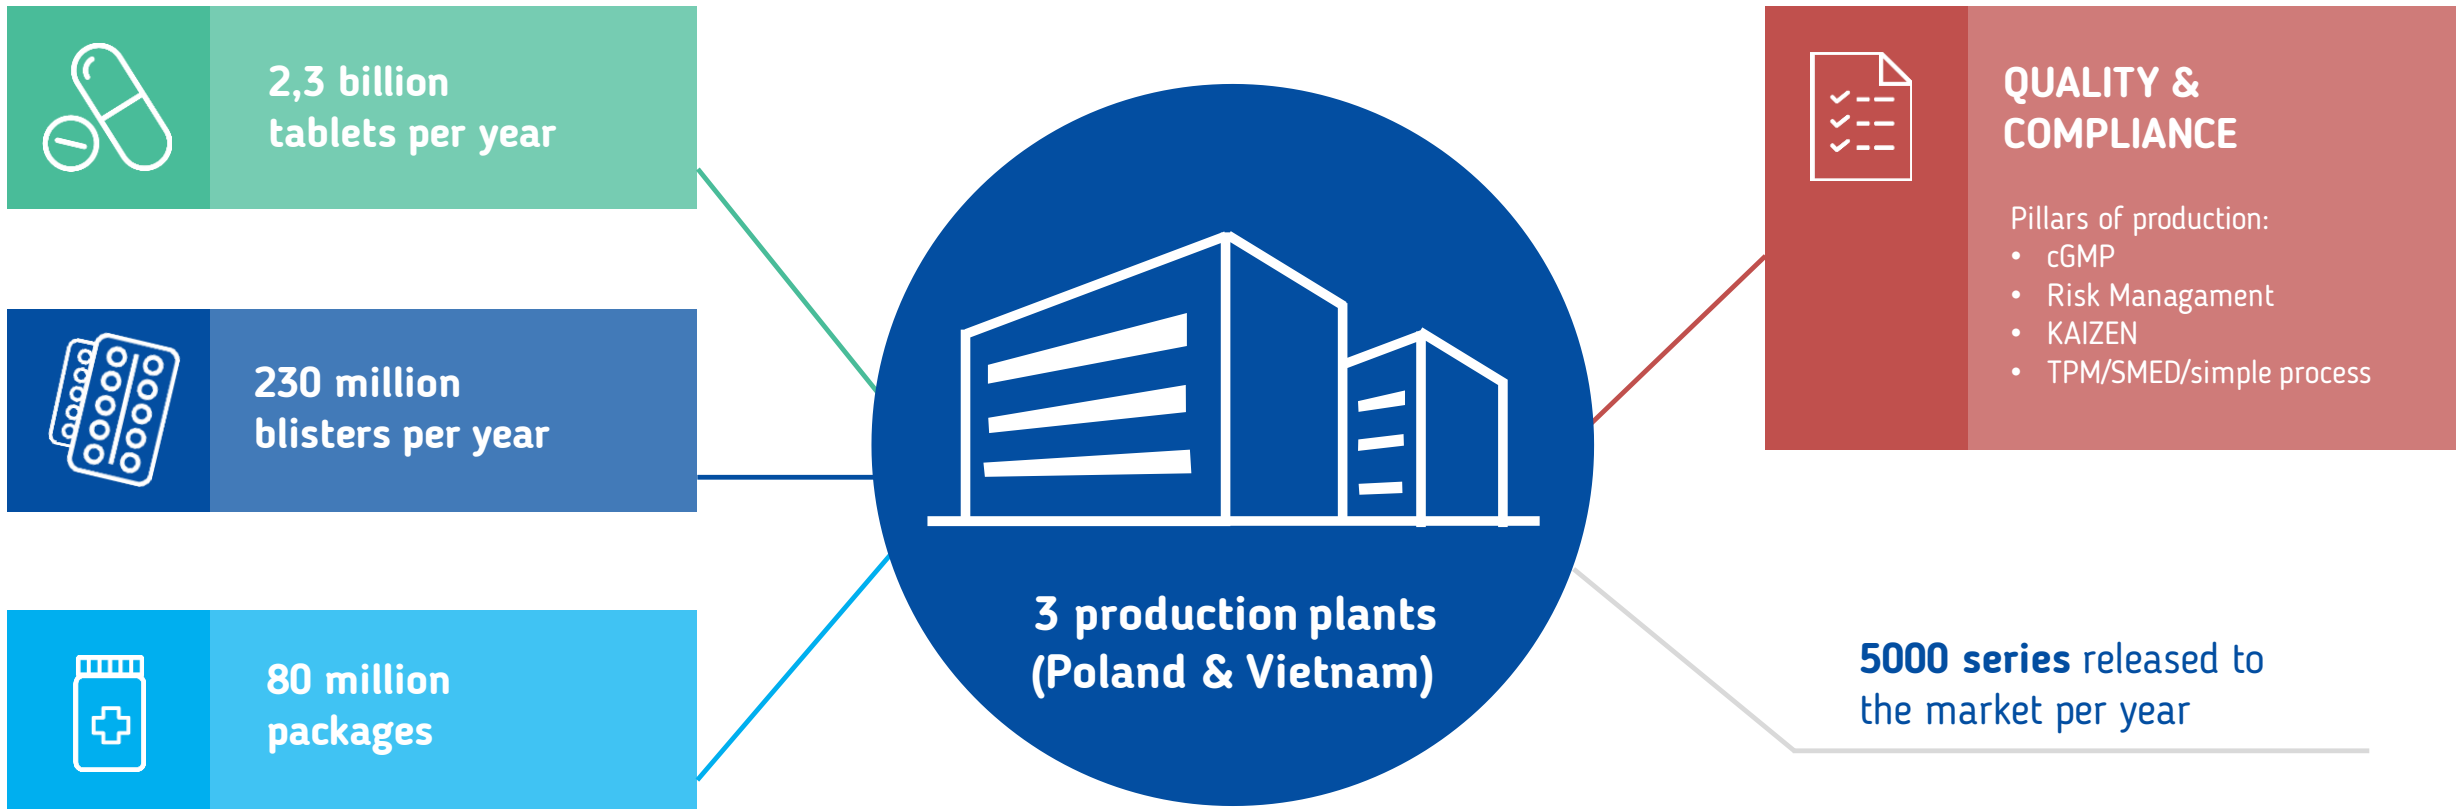 2,3 billion
tablets per year
230 million
blisters per year
80 million
packages
3 production plants
(Poland & Vietnam)
QUALITY &
COMPLIANCE
Pillars of production:
• cGMP
• Risk Managament
• KAIZEN
• TPM/SMED/simple process
5000 series released to
the market per year